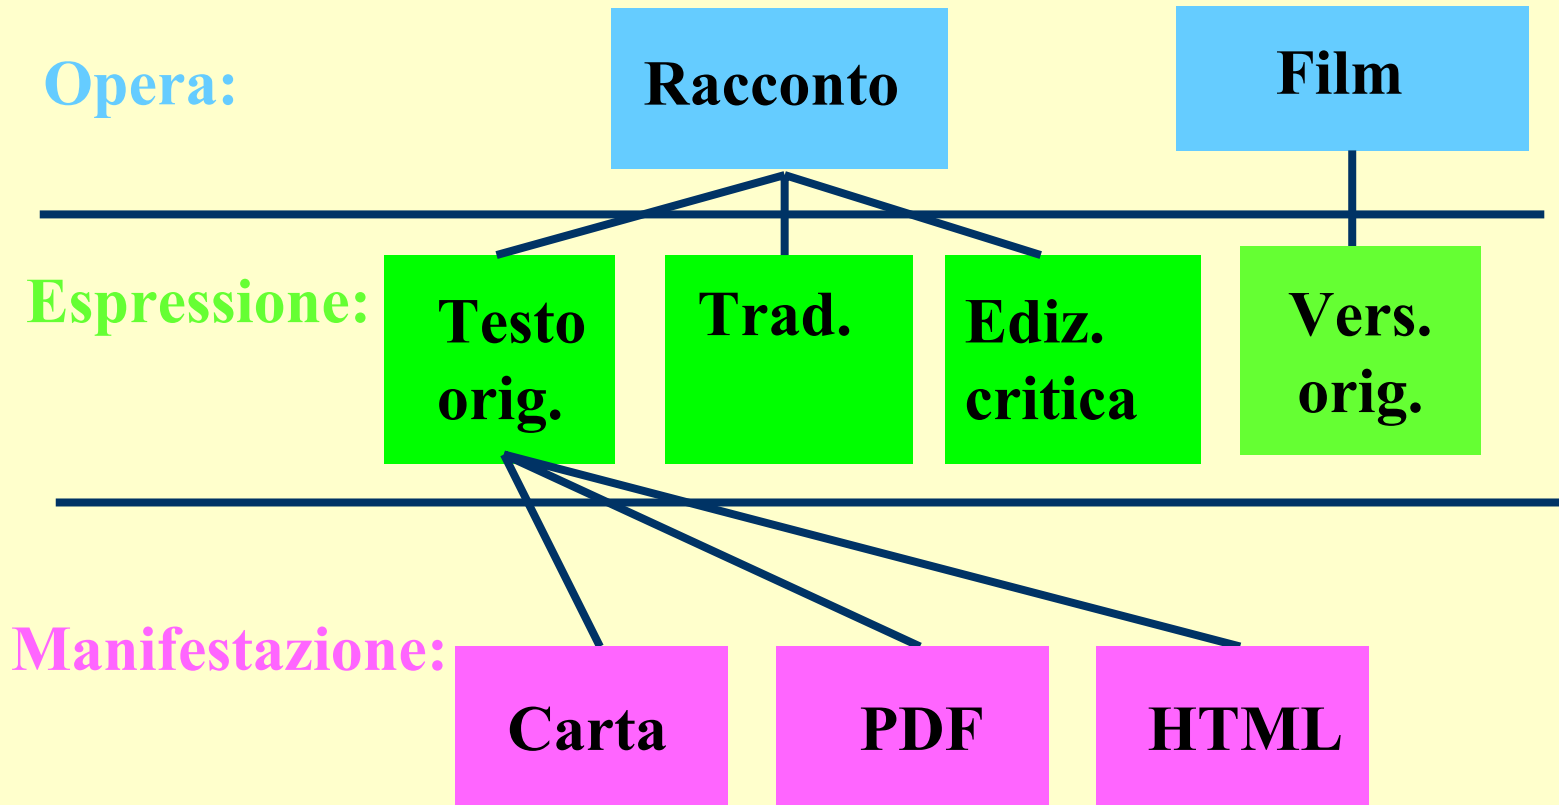 Opera:
Racconto
Film
Espressione:
Testo
orig.
Trad.
Ediz.
critica
Vers.
orig.
Manifestazione:
Carta
PDF
HTML